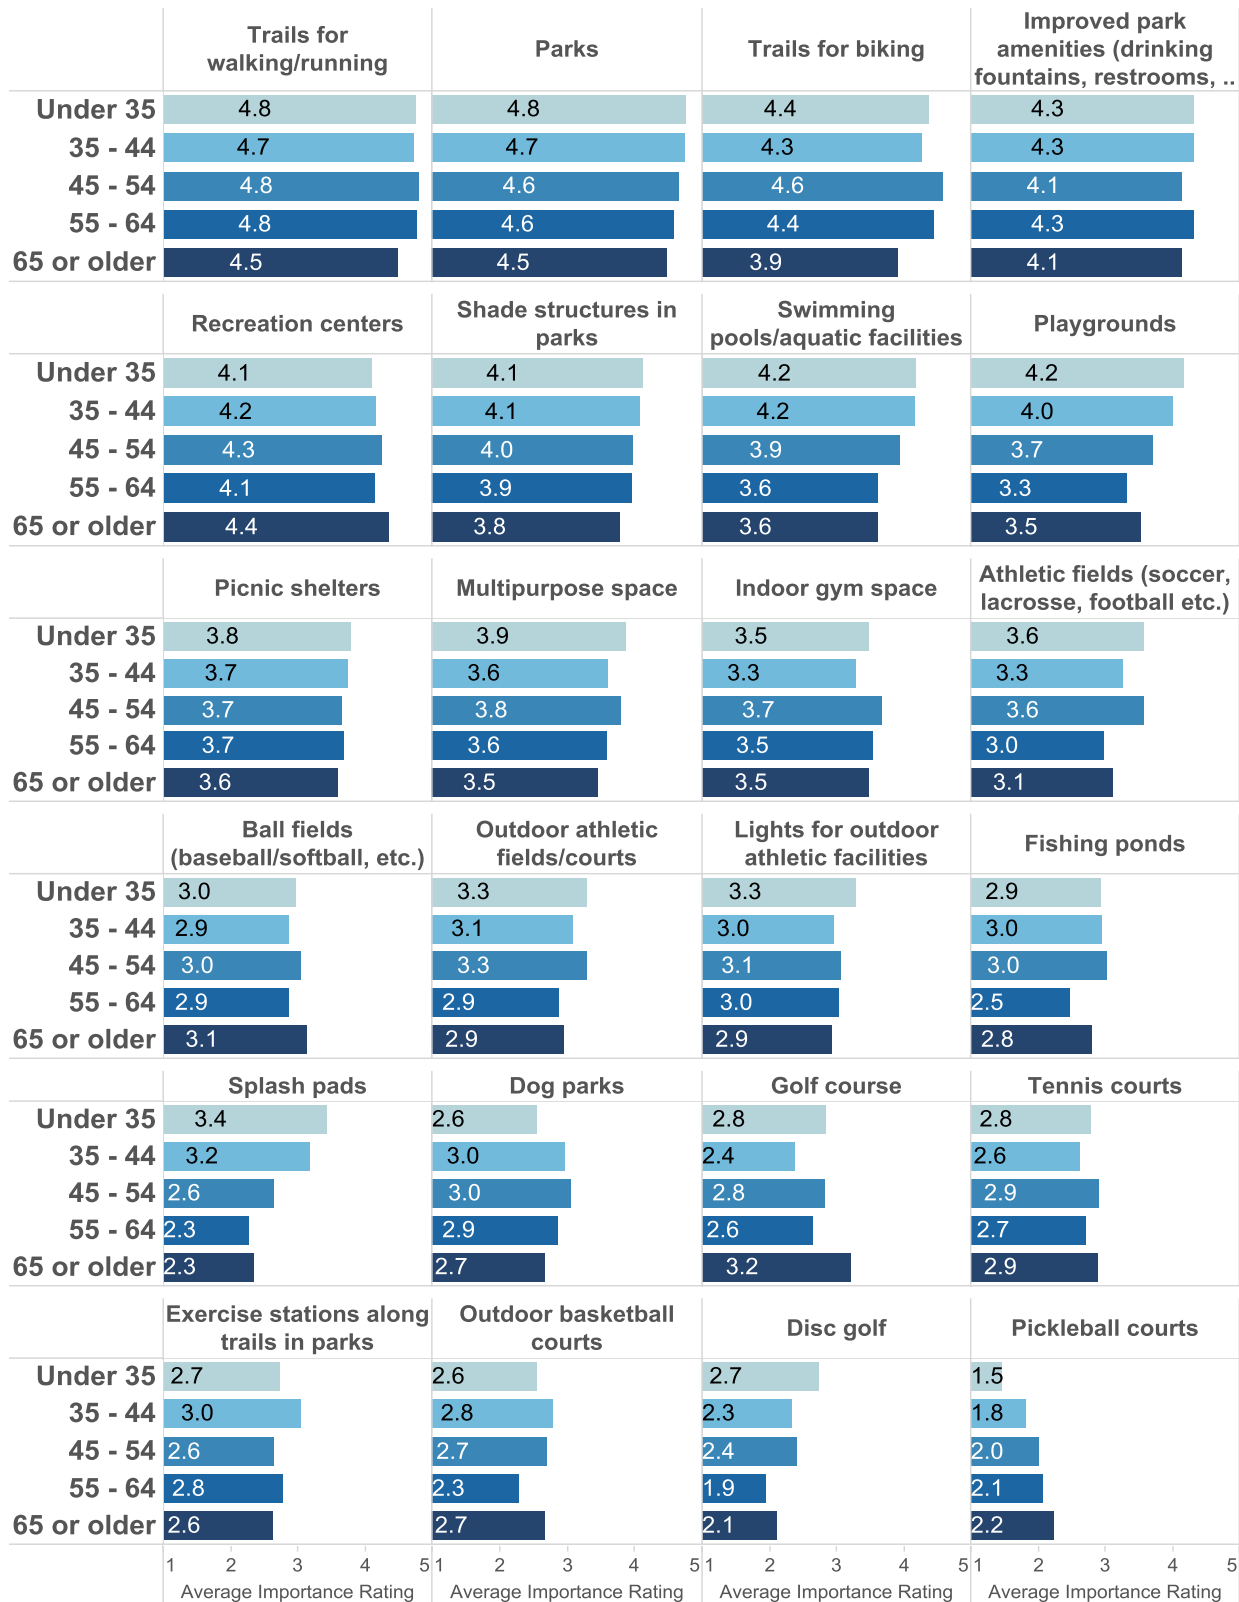 Trails for
walking/running
Parks
Trails for biking
Improved park
amenities (drinking
fountains, restrooms, ..
Under 35 4.8 4.8 4.4 4.3
35 - 44 4.7 4.7 4.3 4.3
45 - 54 4.8 4.6 4.6 4.1
55 - 64 4.8 4.6 4.4 4.3
65 or older 4.5 4.5 3.9 4.1
Recreation centers
Shade structures in
parks
Swimming
pools/aquatic facilities
Playgrounds
Under 35 4.1 4.1 4.2 4.2
35 - 44 4.2 4.1 4.2 4.0
45 - 54 4.3 4.0 3.9 3.7
55 - 64 4.1 3.9 3.6 3.3
65 or older 4.4 3.8 3.6 3.5
Picnic shelters
Multipurpose space
Indoor gym space
Athletic fields (soccer,
lacrosse, football etc.)
Under 35 3.8 3.9 3.5 3.6
35 - 44 3.7 3.6 3.3 3.3
45 - 54 3.7 3.8 3.7 3.6
55 - 64 3.7 3.6 3.5 3.0
65 or older 3.6 3.5 3.5 3.1
Ball fields
(baseball/softball, etc.)
Outdoor athletic
fields/courts
Lights for outdoor
athletic facilities
Fishing ponds
Under 35 3.0 3.3 3.3 2.9
35 - 44 2.9 3.1 3.0 3.0
45 - 54 3.0 3.3 3.1 3.0
55 - 64 2.9 2.9 3.0 2.5
65 or older 3.1 2.9 2.9 2.8
Splash pads
Dog parks
Golf course
Tennis courts
Under 35 3.4 2.6 2.8 2.8
35 - 44 3.2 3.0 2.4 2.6
45 - 54 2.6 3.0 2.8 2.9
55 - 64 2.3 2.9 2.6 2.7
65 or older 2.3 2.7 3.2 2.9
Exercise stations along
trails in parks
Outdoor basketball
courts
Disc golf
Pickleball courts
Under 35 2.7 2.6 2.7 1.5
35 - 44 3.0 2.8 2.3 1.8
45 - 54 2.6 2.7 2.4 2.0
55 - 64 2.8 2.3 1.9 2.1
65 or older 2.6 2.7 2.1 2.2
1 2 3 4 5 1 2 3 4 5 1 2 3 4 5 1 2 3 4 5
Average Importance Rating Average Importance Rating Average Importance Rating Average Importance Rating